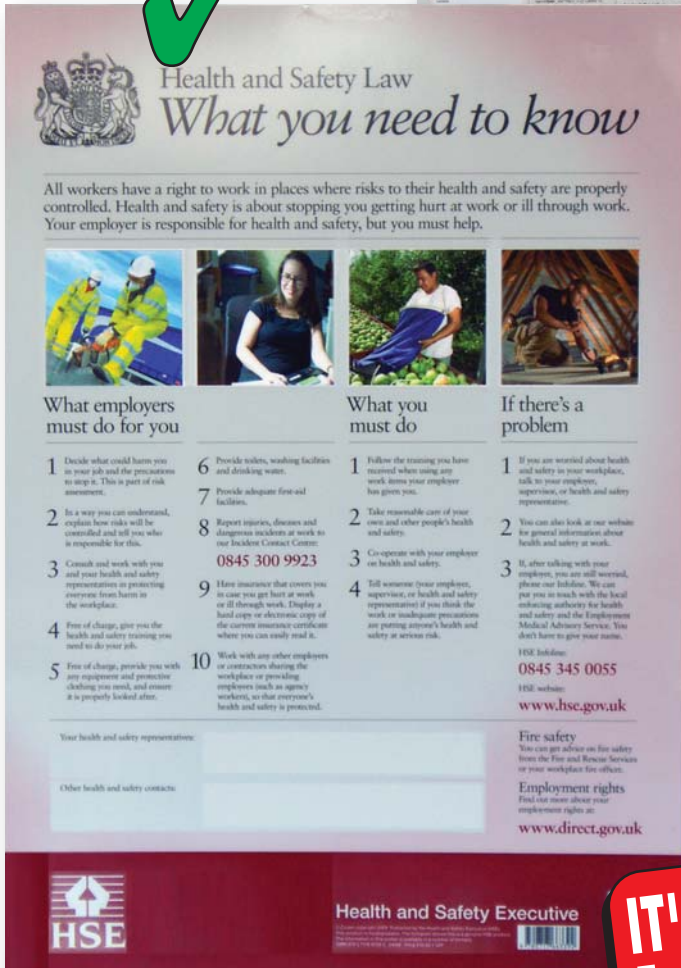 Health and Safety Law
What you need to know
All workers have a right to work in places where risks to their health and safety are properly
controlled. Health and safety is about stopping you getting hurt at work or ill through work.
Your employer is responsible for health and safety, but you must help.
What employers
must do for you
1 Decide what could harm you
in your job and the precautions
to stop it. This is part of risk
assessment.
2 In a way you can understand,
explain how risks will be
controlled and tell you who
is responsible for this.
3 Consult and work with you
and your health and safety
representatives in protecting
everyone from harm in
the workplace.
4 Free of charge, give you the
health and safety training you
need to do your job.
5 Free of charge, provide you with
any equipment and protective
clothing you need, and ensure
it is properly looked after.
6 Provide toilets, washing facilities
and drinking water.
7 Provide adequate first-aid
facilities.
8 Report injuries, diseases and
dangerous incidents at work to
our Incident Contact Centre:
0845 300 9923
9 Have insurance that covers you
in case you get hurt at work
or ill through work. Display a
hard copy or electronic copy of
the current insurance certificate
where you can easily read it.
10 Work with any other employers
or contractors sharing the
workplace or providing
employees (such as agency
workers), so that everyone's
health and safety is protected.
What you
must do
1 Follow the training you have
received when using any
work items your employer
has given you.
2 Take reasonable care of your
own and other people's health
and safety.
3 Co-operate with your employer
on health and safety.
4 Tell someone (your employer,
supervisor, or health and safety
representative) if you think the
work or inadequate precautions
are putting anyone's health and
safety at serious risk.
If there's a
problem
1 If you are worried about health
and safety in your workplace,
talk to your employer,
supervisor, or health and safety
representative.
2 You can also look at our website
for general information about
health and safety at work.
3 If, after talking with your
employer, you are still worried,
phone our Infoline. We can
put you in touch with the local
enforcing authority for health
and safety and the Employment
Medical Advisory Service. You
don't have to give your name.
HSE Infoline:
0845 345 0055
HSE website:
www.hse.gov.uk
Your health and safety representatives:
Other health and safety contacts:
Fire safety
You can get advice on fire safety
from the Fire and Rescue Services
or your workplace fire officer.
Employment rights
Find out more about your
employment rights at:
www.direct.gov.uk
HSE
Health and Safety Executive
IT'